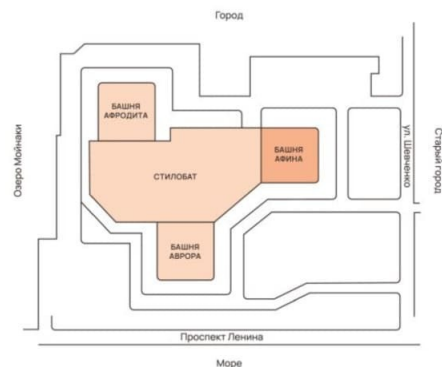 Город
БАШНЯ
АФРОДИТА
Озеро Мойнаки
СТИЛОБАТ
БАШНЯ
АФИНА
ул. Шевченко
Старый город
БАШНЯ
АВРОРА
Проспект Ленина
Море